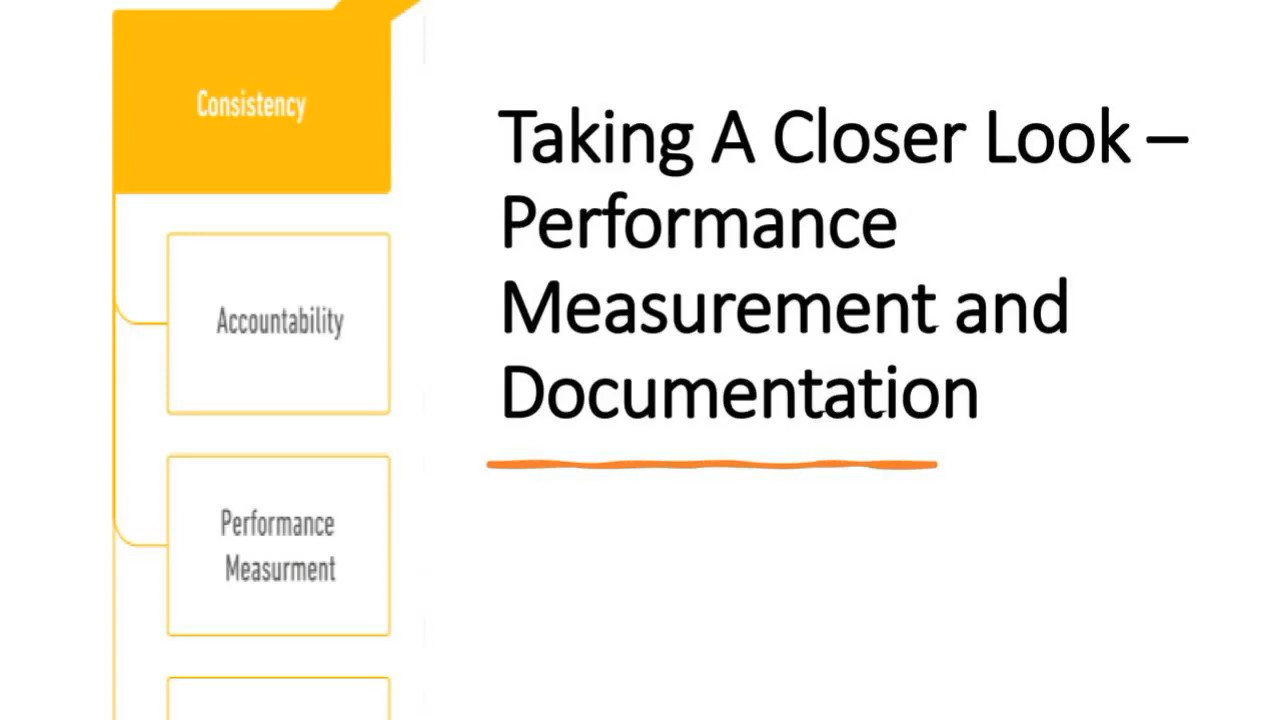 Consistency
Accountability
Performance
Measurment
Taking A Closer Look –
Performance
Measurement and
Documentation